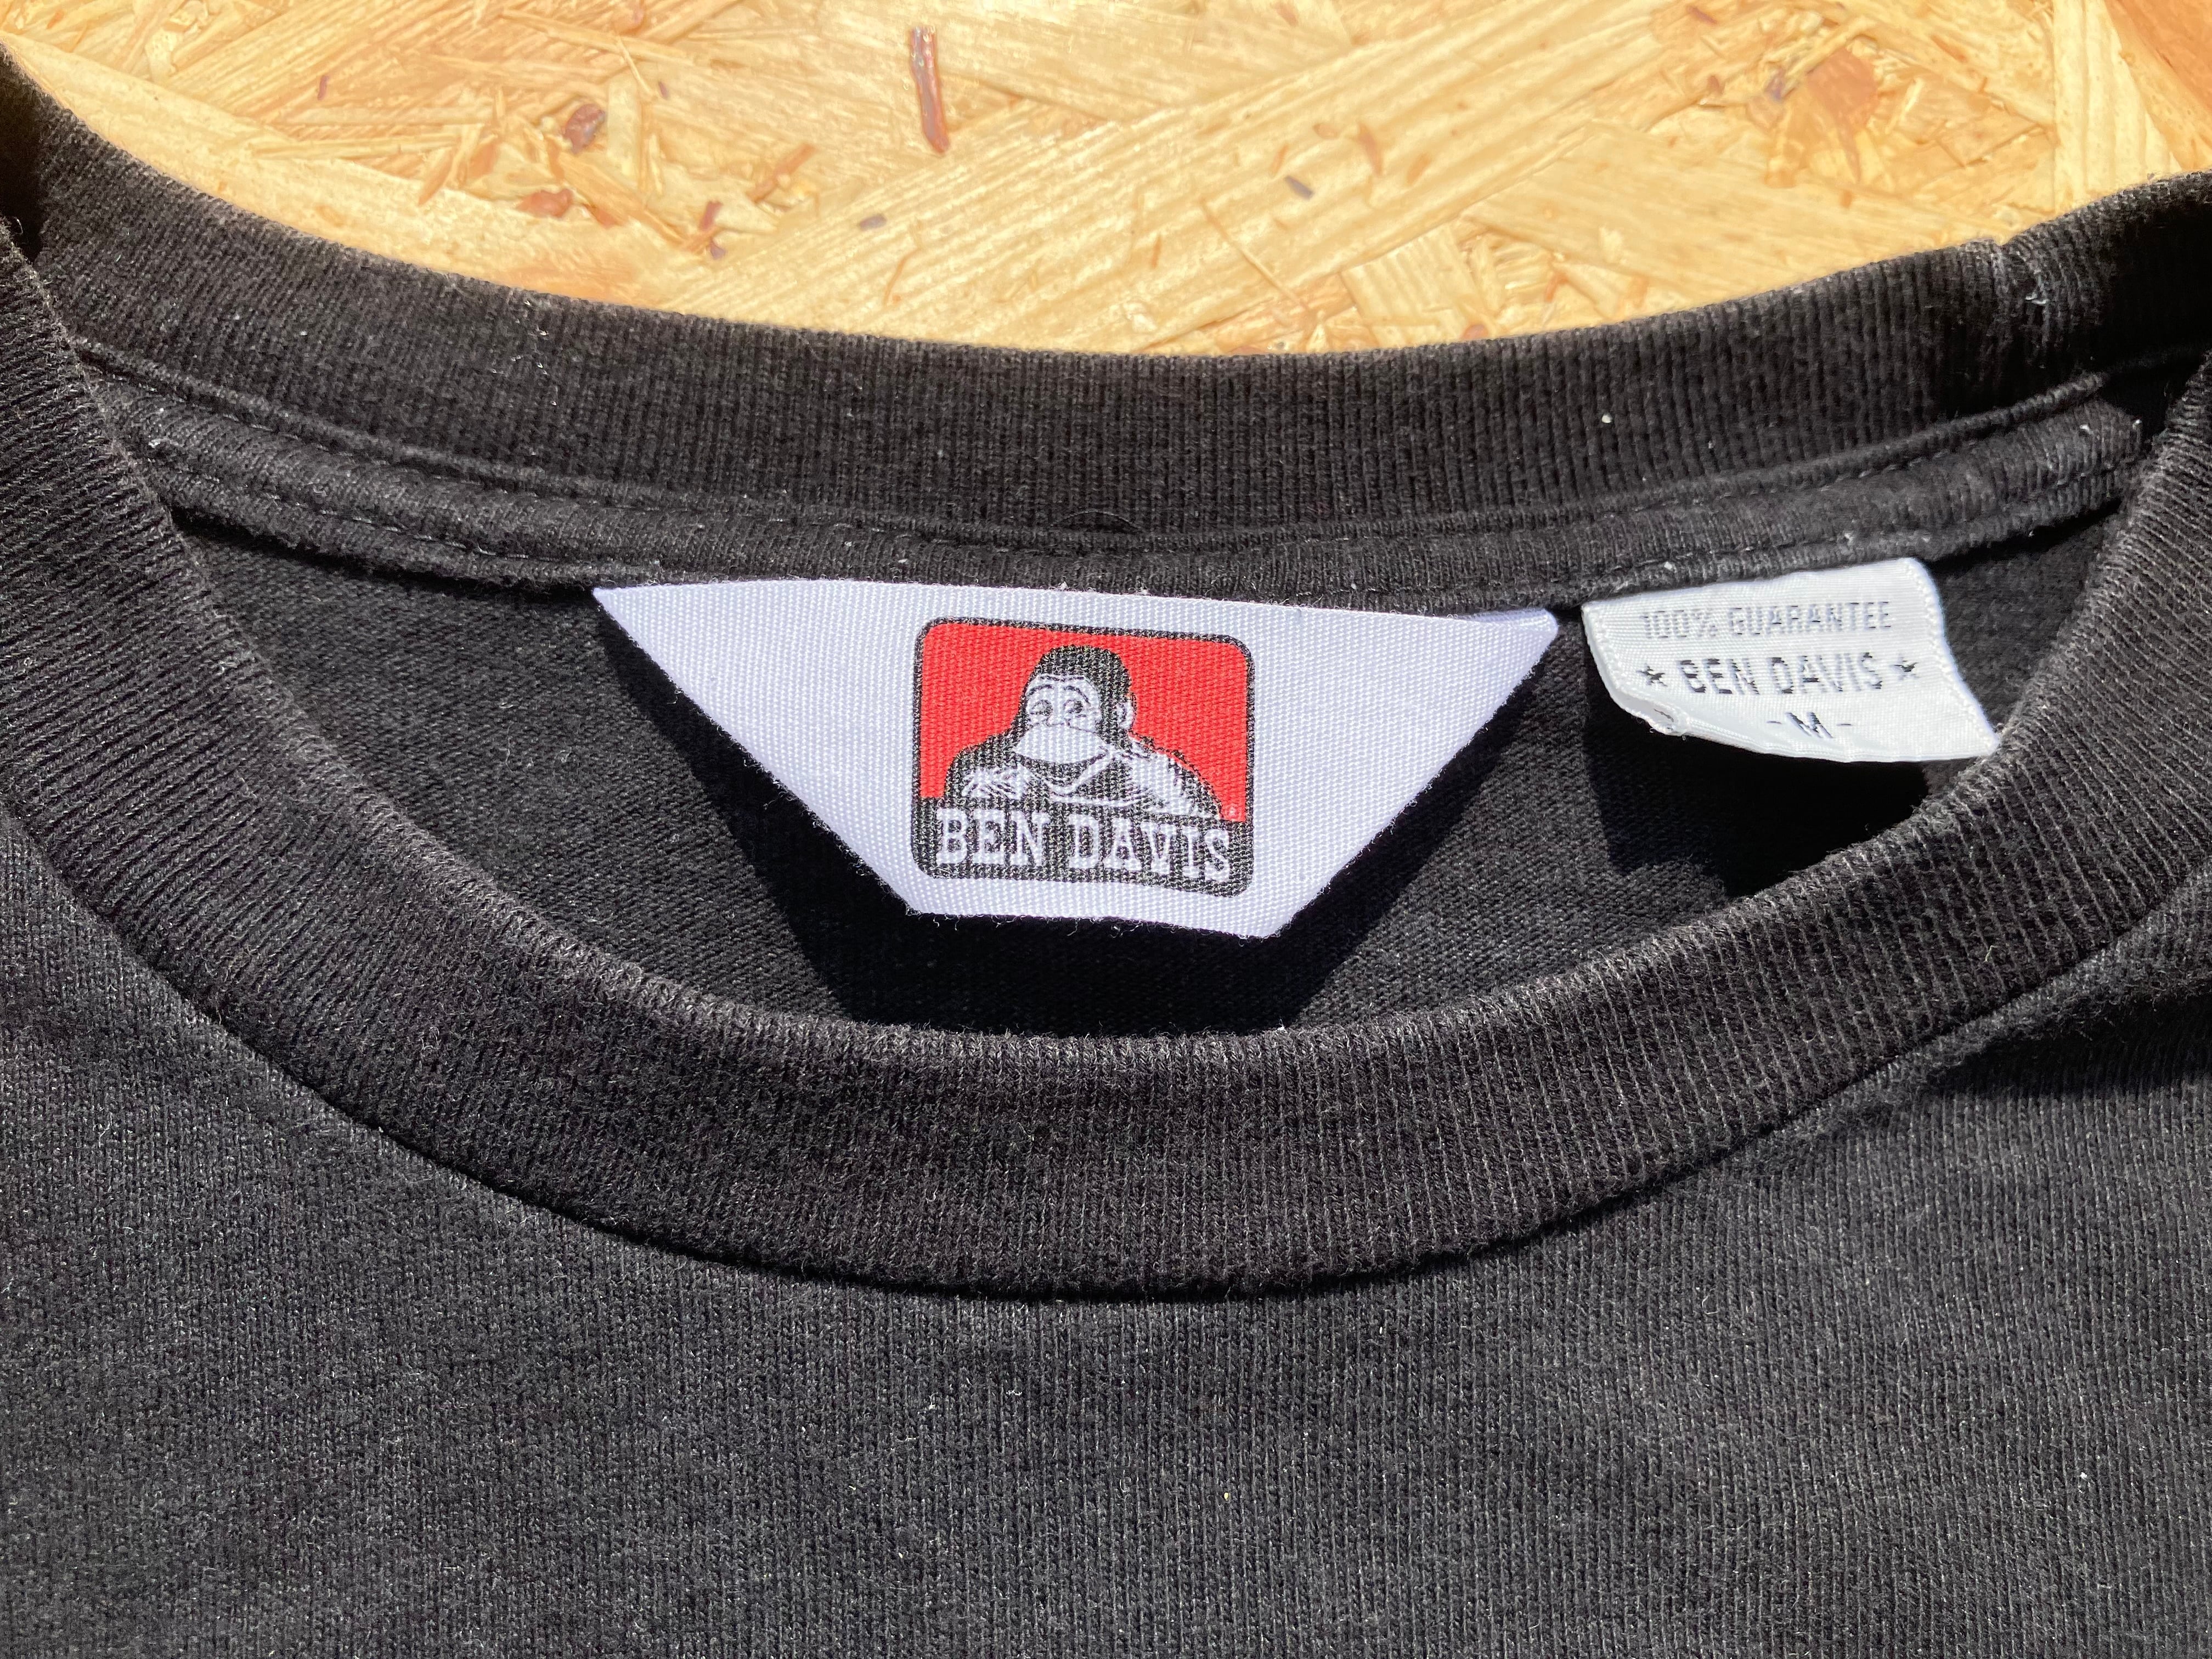 BEN DAVIS
®
100% GUARANTEE
★ BEN DAVIS ★
- M -